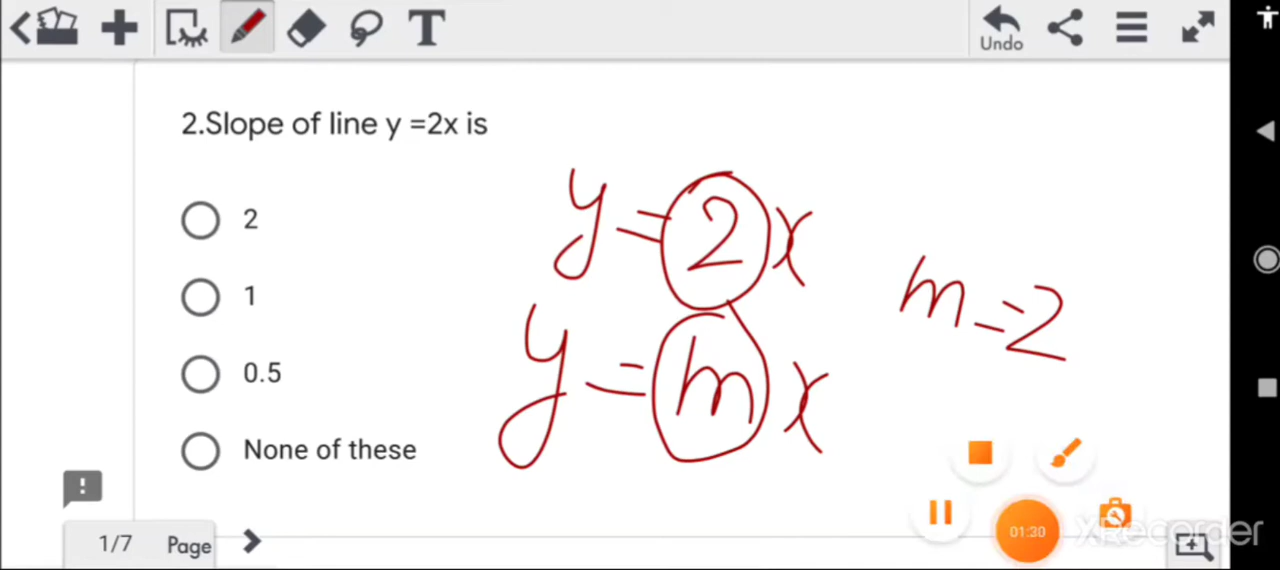 T
Undo
2.Slope of line y =2x is
2
1
0.5
None of these
y=2x
y=mx
m=2
1/7 Page
01:30
XRecorder